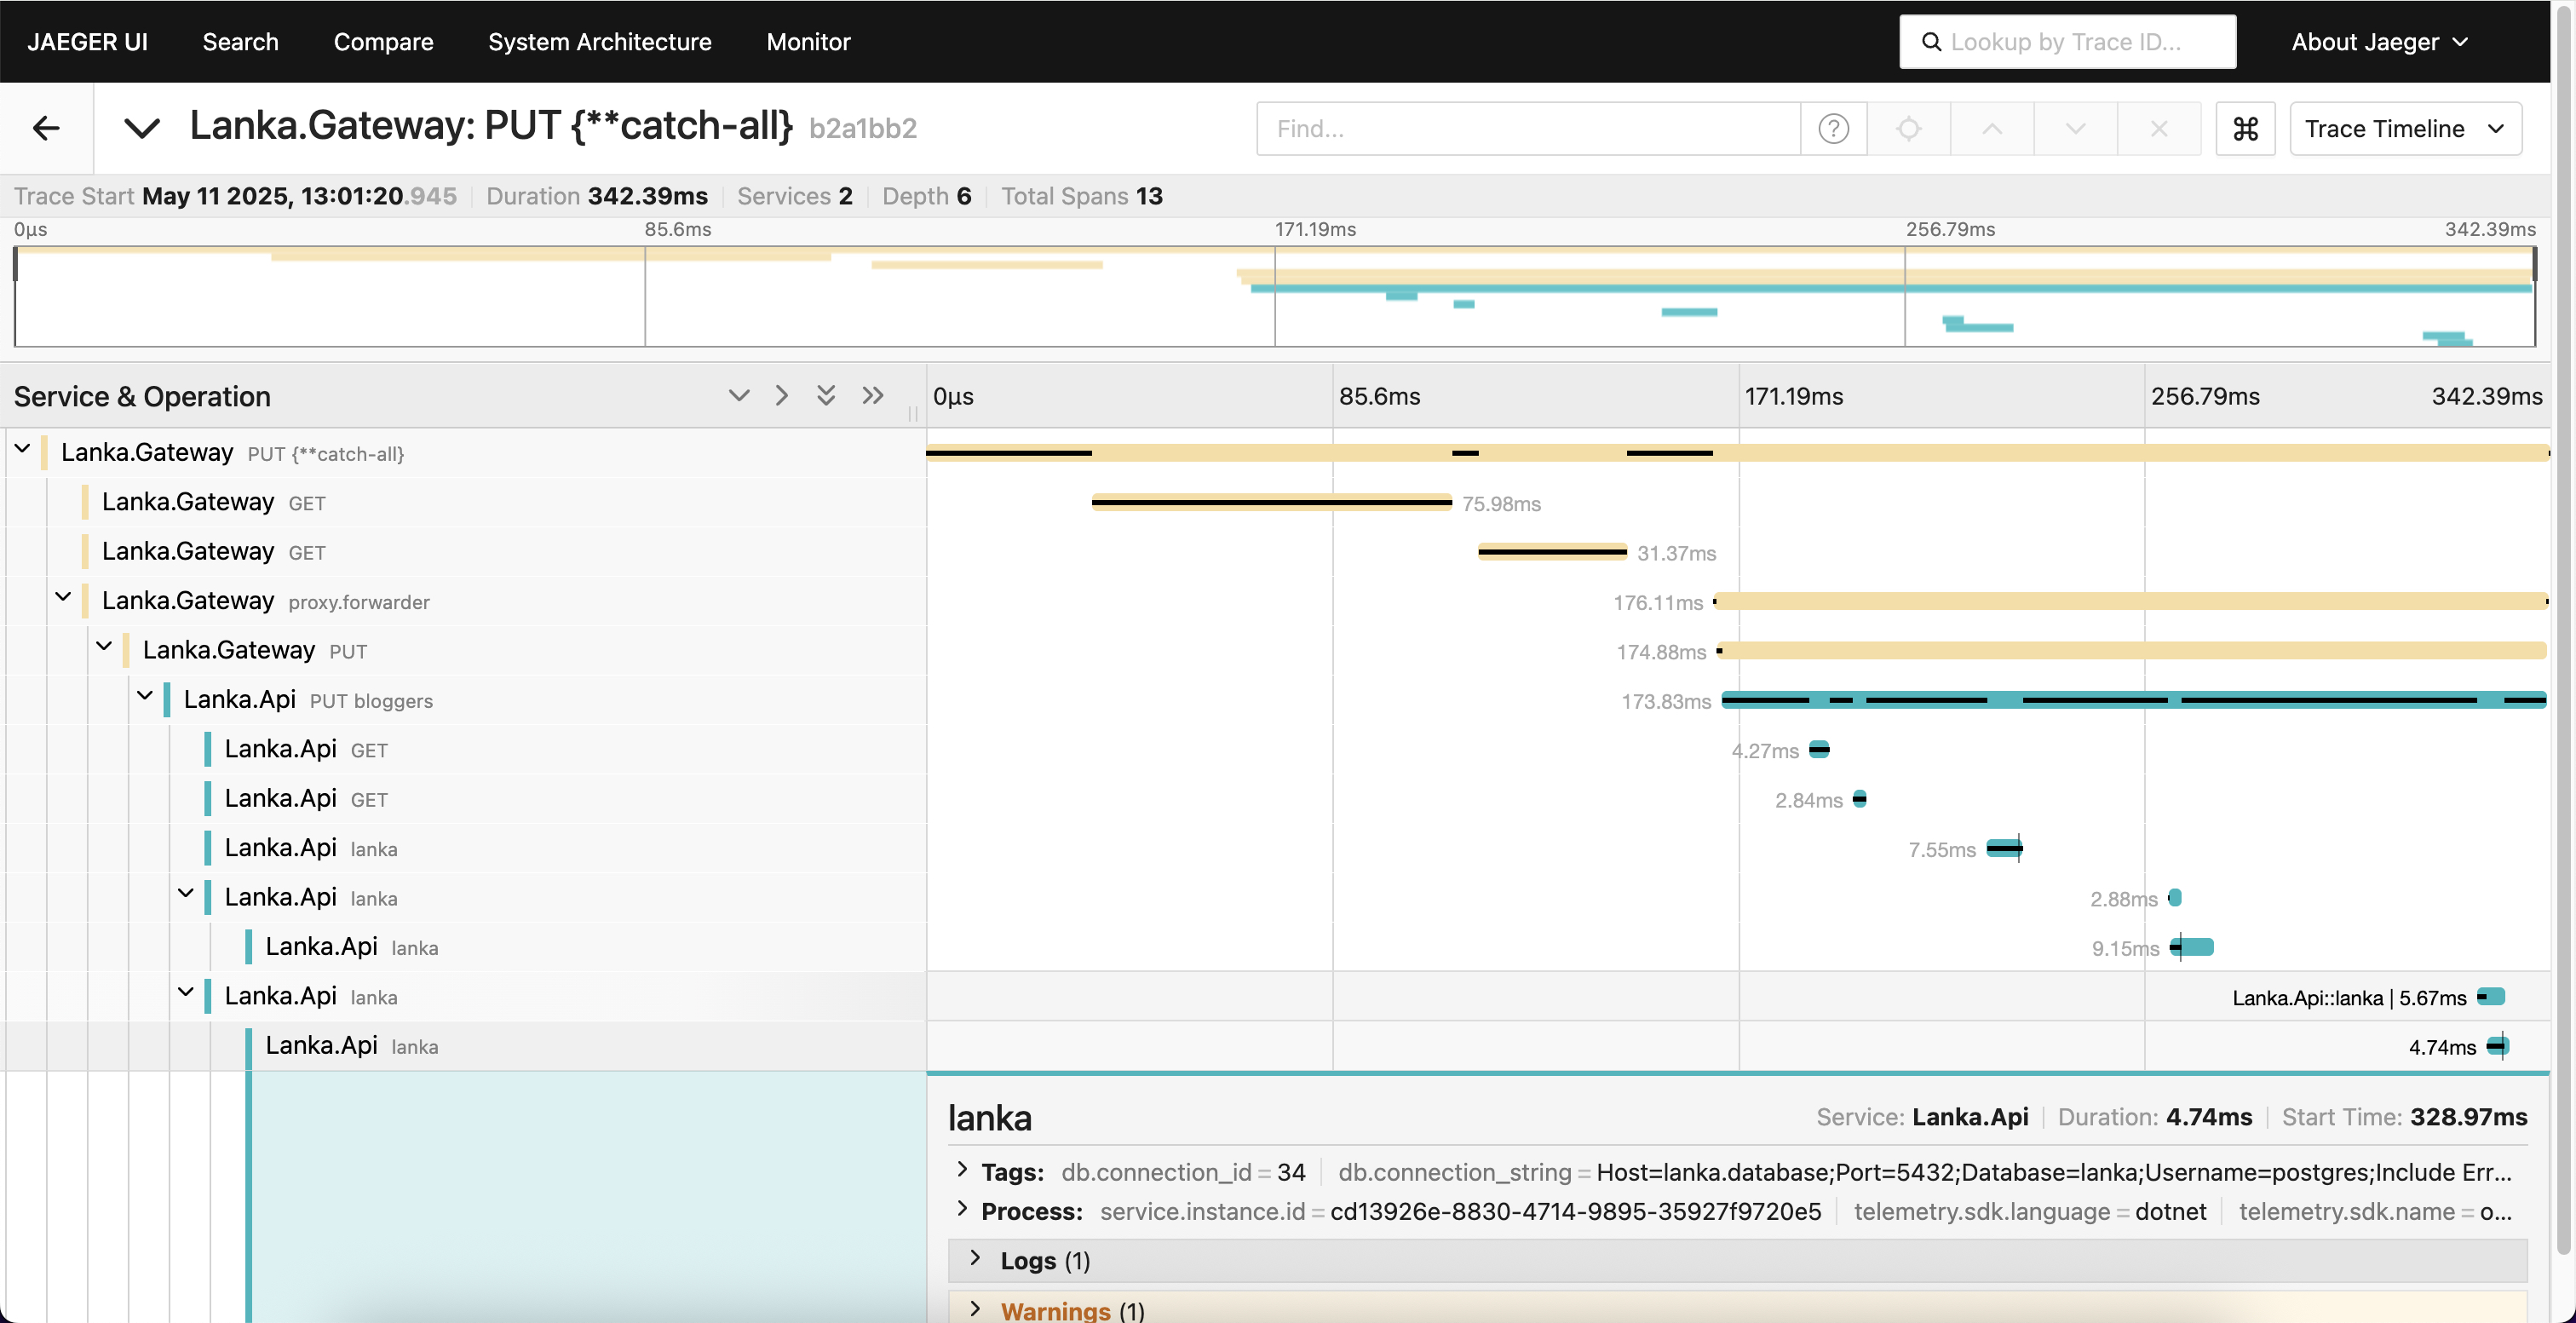 JAEGER UI Search Compare System Architecture Monitor Lookup by Trace ID... About Jaeger
Lanka.Gateway: PUT {**catch-all} b2a1bb2 Find... ? ⌘ Trace Timeline
Trace Start May 11 2025, 13:01:20.945 Duration 342.39ms Services 2 Depth 6 Total Spans 13
0μs 85.6ms 171.19ms 256.79ms 342.39ms
Service & Operation 0μs 85.6ms 171.19ms 256.79ms 342.39ms
Lanka.Gateway PUT {**catch-all}
Lanka.Gateway GET 75.98ms
Lanka.Gateway GET 31.37ms
Lanka.Gateway proxy.forwarder 176.11ms
Lanka.Gateway PUT 174.88ms
Lanka.Api PUT bloggers 173.83ms
Lanka.Api GET 4.27ms
Lanka.Api GET 2.84ms
Lanka.Api lanka 7.55ms
Lanka.Api lanka 2.88ms
Lanka.Api lanka 9.15ms
Lanka.Api lanka Lanka.Api::lanka | 5.67ms
Lanka.Api lanka 4.74ms
lanka Service: Lanka.Api Duration: 4.74ms Start Time: 328.97ms
Tags: db.connection_id = 34 db.connection_string = Host=lanka.database;Port=5432;Database=lanka;Username=postgres;Include Err...
Process: service.instance.id = cd13926e-8830-4714-9895-35927f9720e5 telemetry.sdk.language = dotnet telemetry.sdk.name = o...
Logs (1)
Warnings (1)